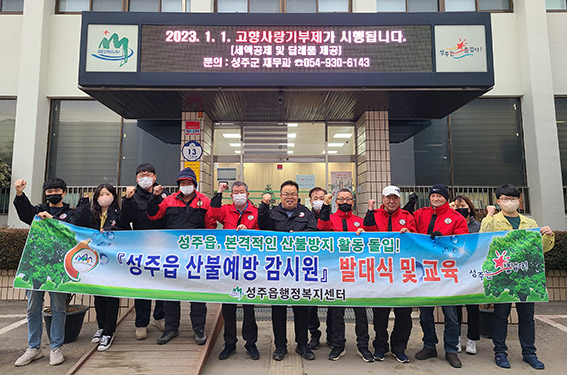 2023. 1. 1. 고향사랑기부제가 시행됩니다.
(세액공제 및 답례품 제공)
문의 : 성주군 재무과 ☎054-930-6143
SEONGJU
13
성주읍, 본격적인 산불방지 활동 돌입!
『성주읍 산불예방 감시원』 발대식 및 교육
성주읍행정복지센터